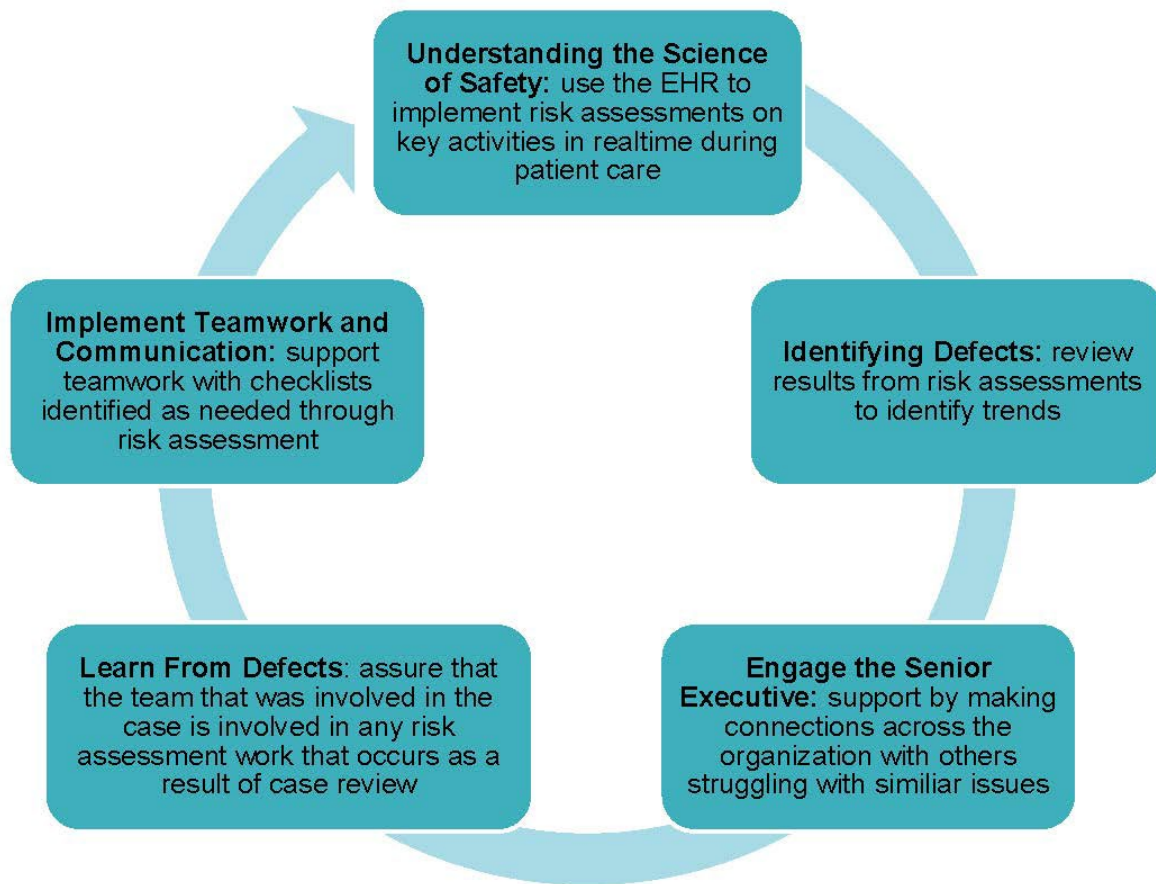 Understanding the Science
of Safety: use the EHR to
implement risk assessments on
key activities in realtime during
patient care
Identifying Defects: review
results from risk assessments
to identify trends
Engage the Senior
Executive: support by making
connections across the
organization with others
struggling with similiar issues
Learn From Defects: assure that
the team that was involved in the
case is involved in any risk
assessment work that occurs as a
result of case review
Implement Teamwork and
Communication: support
teamwork with checklists
identified as needed through
risk assessment